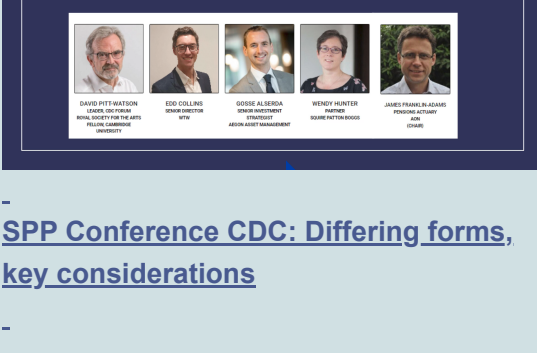 DAVID PITT-WATSON
LEADER, CDC FORUM
ROYAL SOCIETY FOR THE ARTS
FELLOW, CAMBRIDGE
UNIVERSITY
EDD COLLINS
SENIOR DIRECTOR
WTW
GOSSE ALSERDA
SENIOR INVESTMENT
STRATEGIST
AEGON ASSET MANAGEMENT
WENDY HUNTER
PARTNER
SQUIRE PATTON BOGGS
JAMES FRANKLIN-ADAMS
PENSIONS ACTUARY
AON
(CHAIR)
SPP Conference CDC: Differing forms,
key considerations